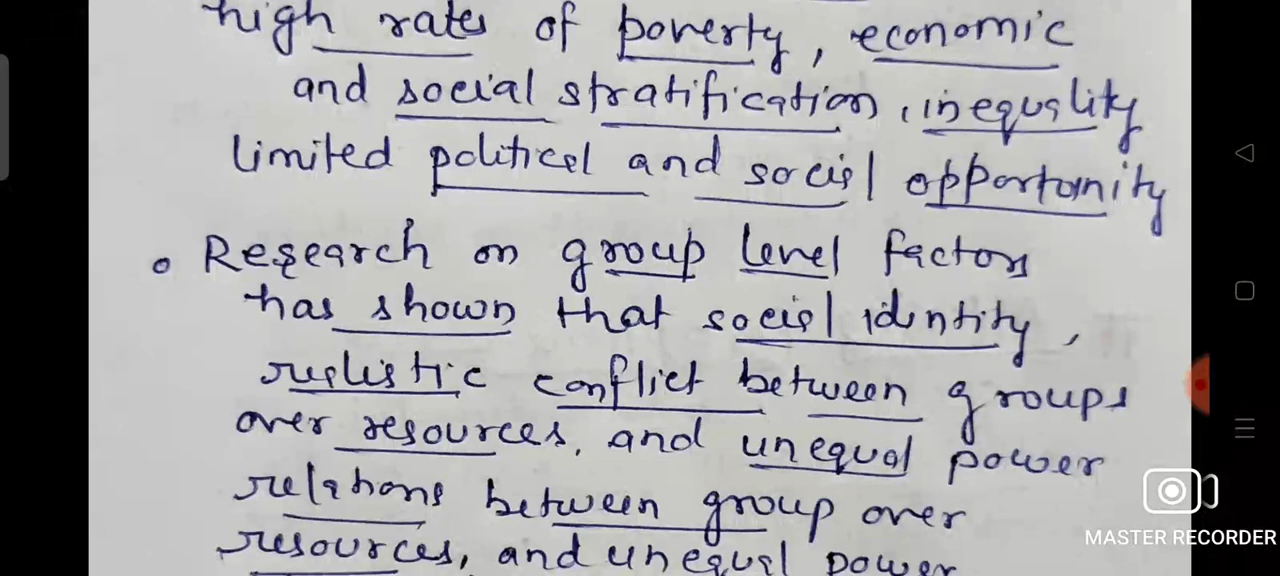 high rates of poverty, economic
and social stratification, inequality
limited political and social opportunity
• Research on group level factors
has shown that social identity,
realistic conflict between groups
over resources, and unequal power
relations between group over
resources, and unequal power
MASTER RECORDER